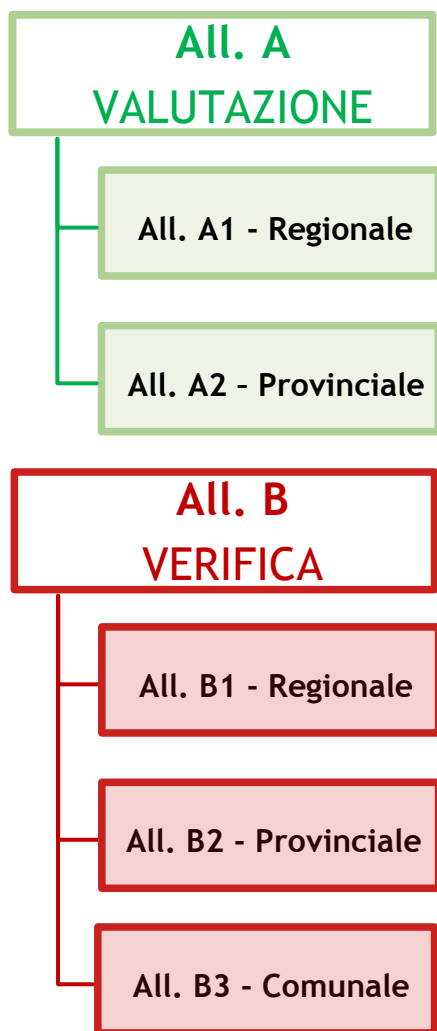 All. A
VALUTAZIONE
All. A1 - Regionale
All. A2 – Provinciale
All. B
VERIFICA
All. B1 - Regionale
All. B2 - Provinciale
All. B3 - Comunale